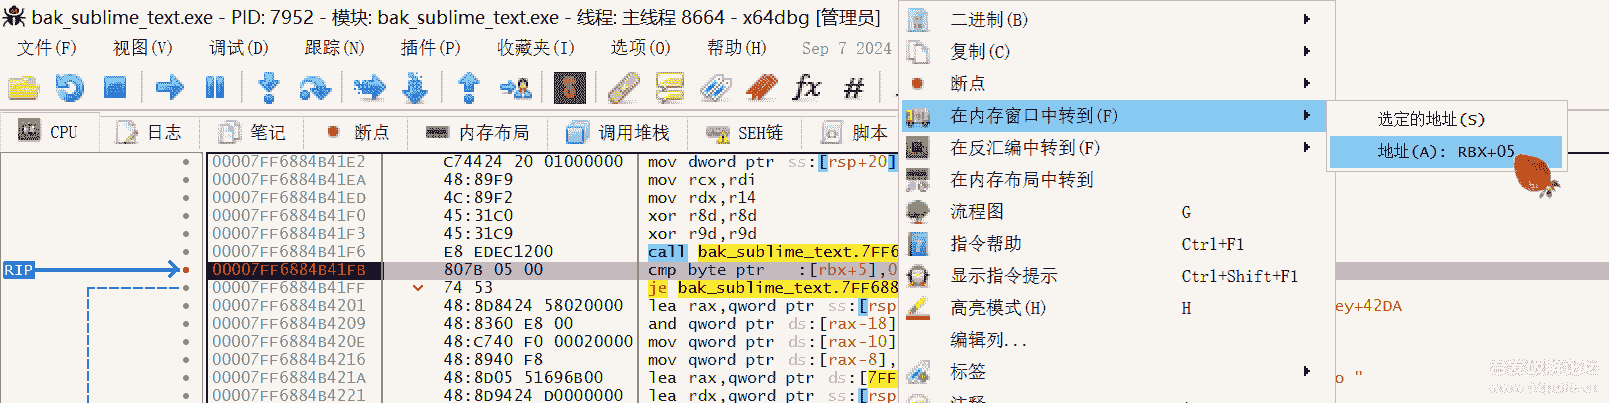 bak_sublime_text.exe - PID: 7952 - 模块: bak_sublime_text.exe - 线程: 主线程 8664 - x64dbg [管理员]
文件(F) 视图(V) 调试(D) 跟踪(N) 插件(P) 收藏夹(I) 选项(O) 帮助(H) Sep 7 2024
fx #
CPU 日志 笔记 断点 内存布局 调用堆栈 SEH链 脚本
00007FF6884B41E2 C74424 20 01000000 mov dword ptr ss:[rsp+20]
00007FF6884B41EA 48:89F9 mov rcx,rdi
00007FF6884B41ED 4C:89F2 mov rdx,r14
00007FF6884B41F0 45:31C0 xor r8d,r8d
00007FF6884B41F3 45:31C9 xor r9d,r9d
00007FF6884B41F6 E8 EDEC1200 call bak_sublime_text.7FF6
RIP 00007FF6884B41FB 807B 05 00 cmp byte ptr :[rbx+5],0
00007FF6884B41FF 74 53 je bak_sublime_text.7FF688
00007FF6884B4201 48:8D8424 58020000 lea rax,qword ptr ss:[rsp ey+42DA
00007FF6884B4209 48:8360 E8 00 and qword ptr ds:[rax-18]
00007FF6884B420E 48:C740 F0 00020000 mov qword ptr ds:[rax-10]
00007FF6884B4216 48:8940 F8 mov qword ptr ds:[rax-8],
00007FF6884B421A 48:8D05 51696B00 lea rax,qword ptr ds:[7FF o "
00007FF6884B4221 48:8D9424 D0000000 lea rdx,qword ptr ss:[rsp
二进制(B)
复制(C)
断点
在内存窗口中转到(F)
在反汇编中转到(F)
在内存布局中转到
流程图 G
指令帮助 Ctrl+F1
显示指令提示 Ctrl+Shift+F1
高亮模式(H) H
编辑列...
标签
注释
选定的地址(S)
地址(A): RBX+05